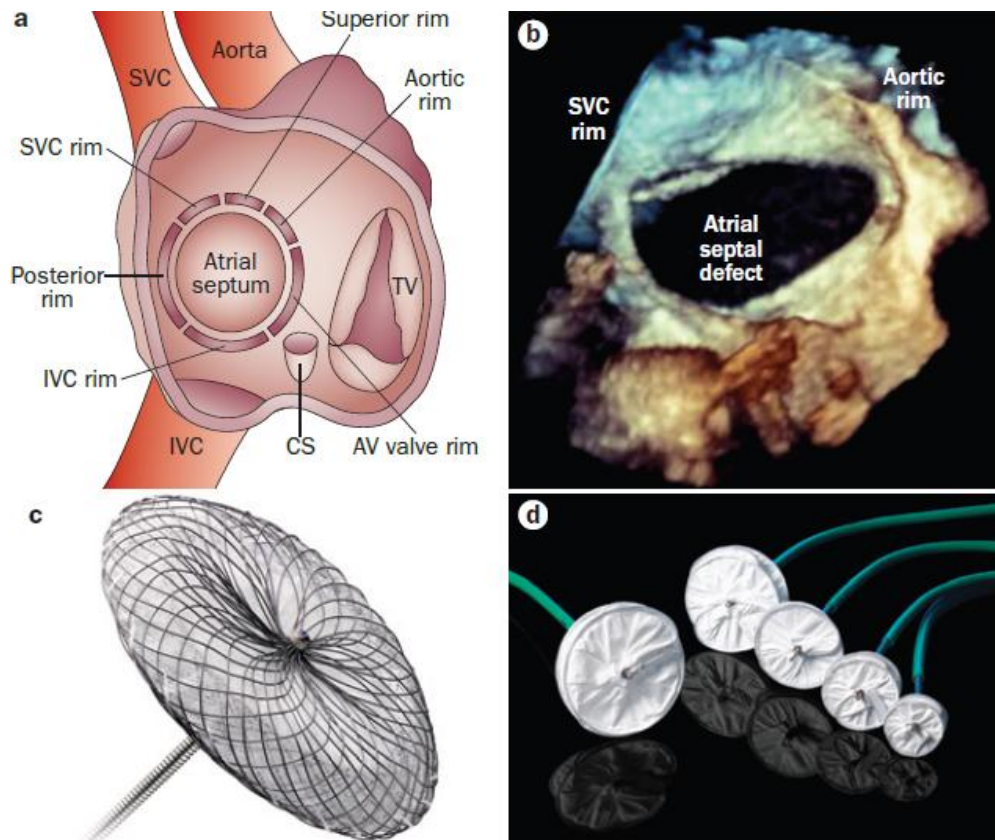 a
Superior rim
Aorta
SVC
Aortic
rim
SVC rim
Atrial
septum
Posterior
rim
TV
IVC rim
IVC
CS
AV valve rim
b
SVC
rim
Aortic
rim
Atrial
septal
defect
c
d